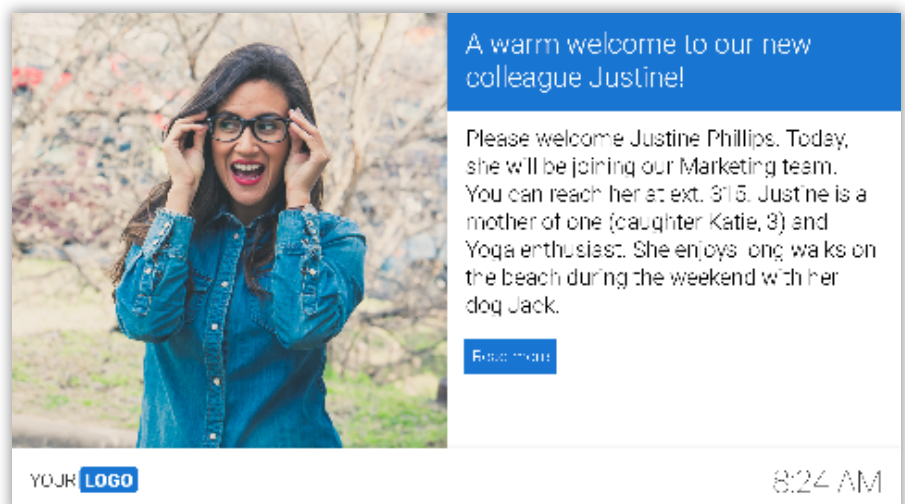 A warm welcome to our new
colleague Justine!
Please welcome Justine Phillips. Today,
she will be joining our Marketing team.
You can reach her at ext. 315. Justine is a
mother of one (daughter Katie, 3) and
Yoga enthusiast. She enjoys long walks on
the beach during the weekend with her
dog Jack.
Read more
YOUR LOGO
8:24 AM